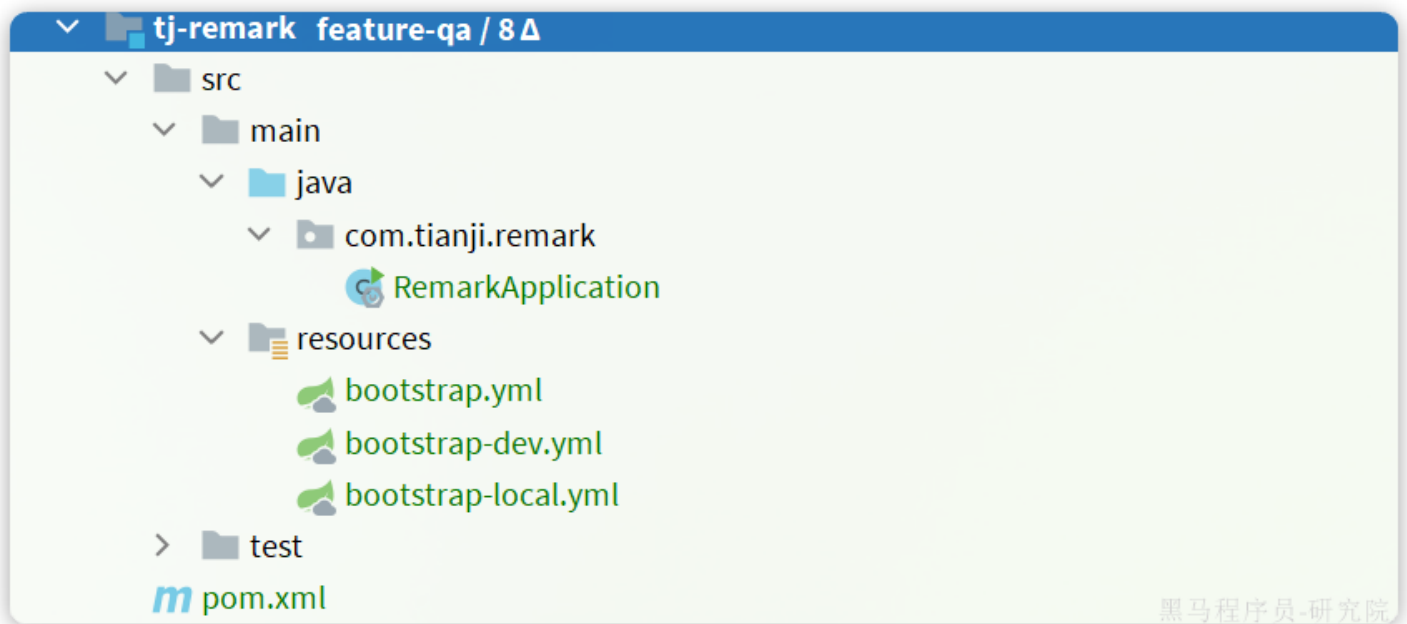 tj-remark feature-qa / 8 Δ
src
main
java
com.tianji.remark
RemarkApplication
resources
bootstrap.yml
bootstrap-dev.yml
bootstrap-local.yml
test
pom.xml
黑马程序员-研究院